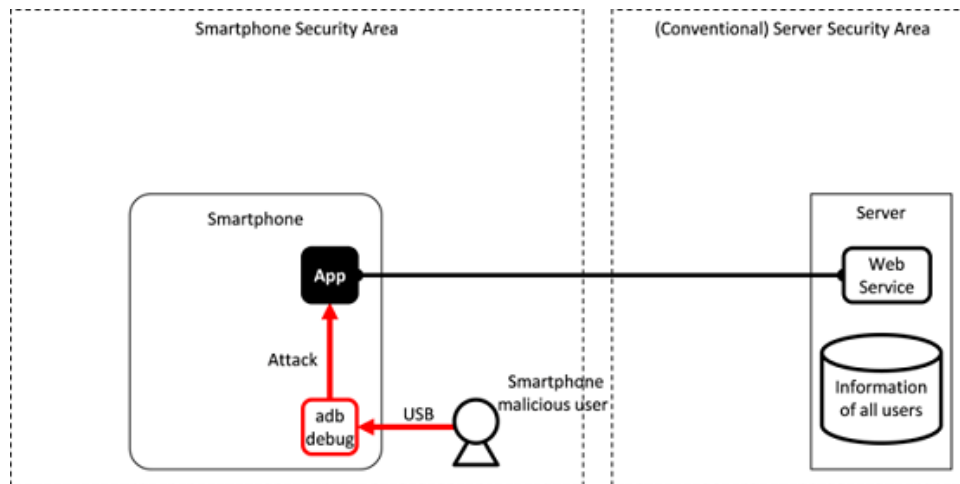 Smartphone Security Area
(Conventional) Server Security Area
Smartphone
Server
App
Web
Service
Attack
Smartphone
malicious user
USB
adb
debug
Information
of all users